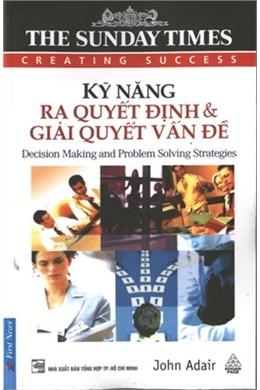 THE SUNDAY TIMES
CREATING SUCCESS
KỸ NĂNG
RA QUYẾT ĐỊNH &
GIẢI QUYẾT VẤN ĐỀ
Decision Making and Problem Solving Strategies
First News
NHÀ XUẤT BẢN TỔNG HỢP TP. HỒ CHÍ MINH
John Adair